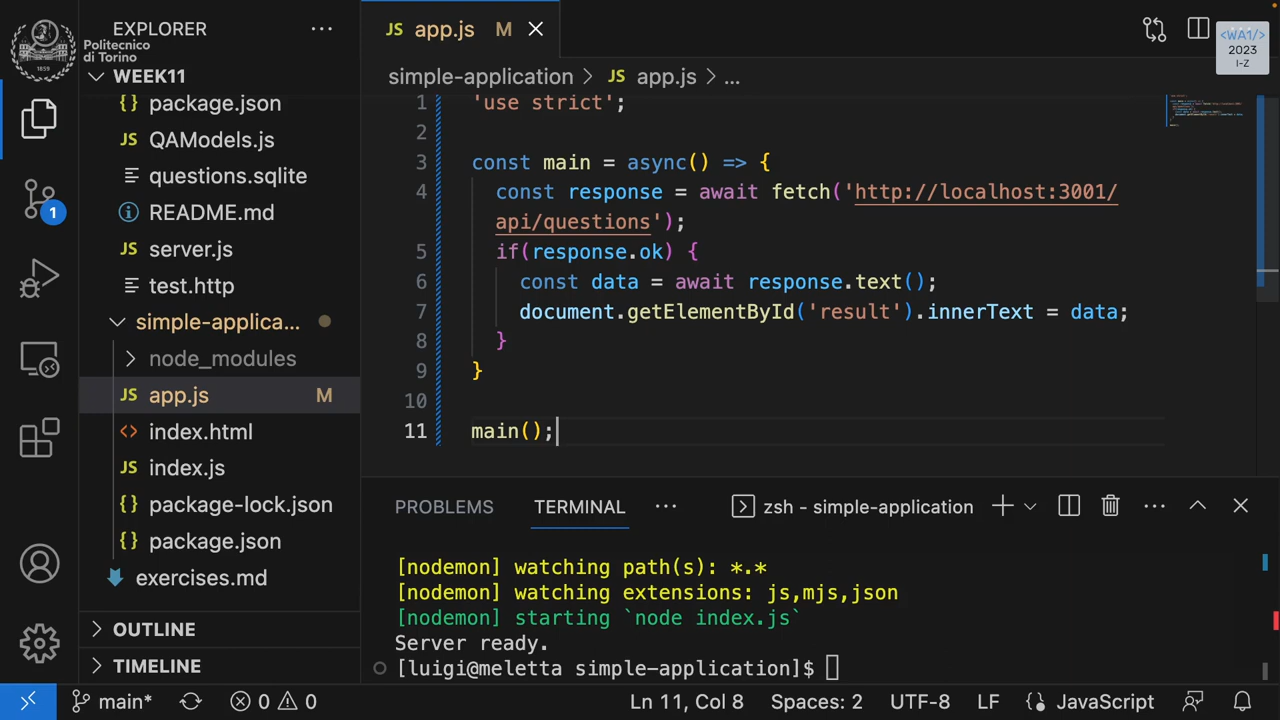 EXPLORER
Politecnico
di Torino
1859
WEEK11
package.json
QAModels.js
questions.sqlite
README.md
server.js
test.http
simple-applica...
node_modules
app.js M
index.html
index.js
package-lock.json
package.json
exercises.md
OUTLINE
TIMELINE
1
JS app.js M
<WA1/>
2023
I-Z
simple-application > JS app.js > ...
1 'use strict';
2
3 const main = async() => {
4 const response = await fetch('http://localhost:3001/
api/questions');
5 if(response.ok) {
6 const data = await response.text();
7 document.getElementById('result').innerText = data;
8 }
9 }
10
11 main();
PROBLEMS TERMINAL ... zsh - simple-application
[nodemon] watching path(s): *.*
[nodemon] watching extensions: js,mjs,json
[nodemon] starting `node index.js`
Server ready.
[luigi@meletta simple-application]$
main* 0 0 Ln 11, Col 8 Spaces: 2 UTF-8 LF {} JavaScript